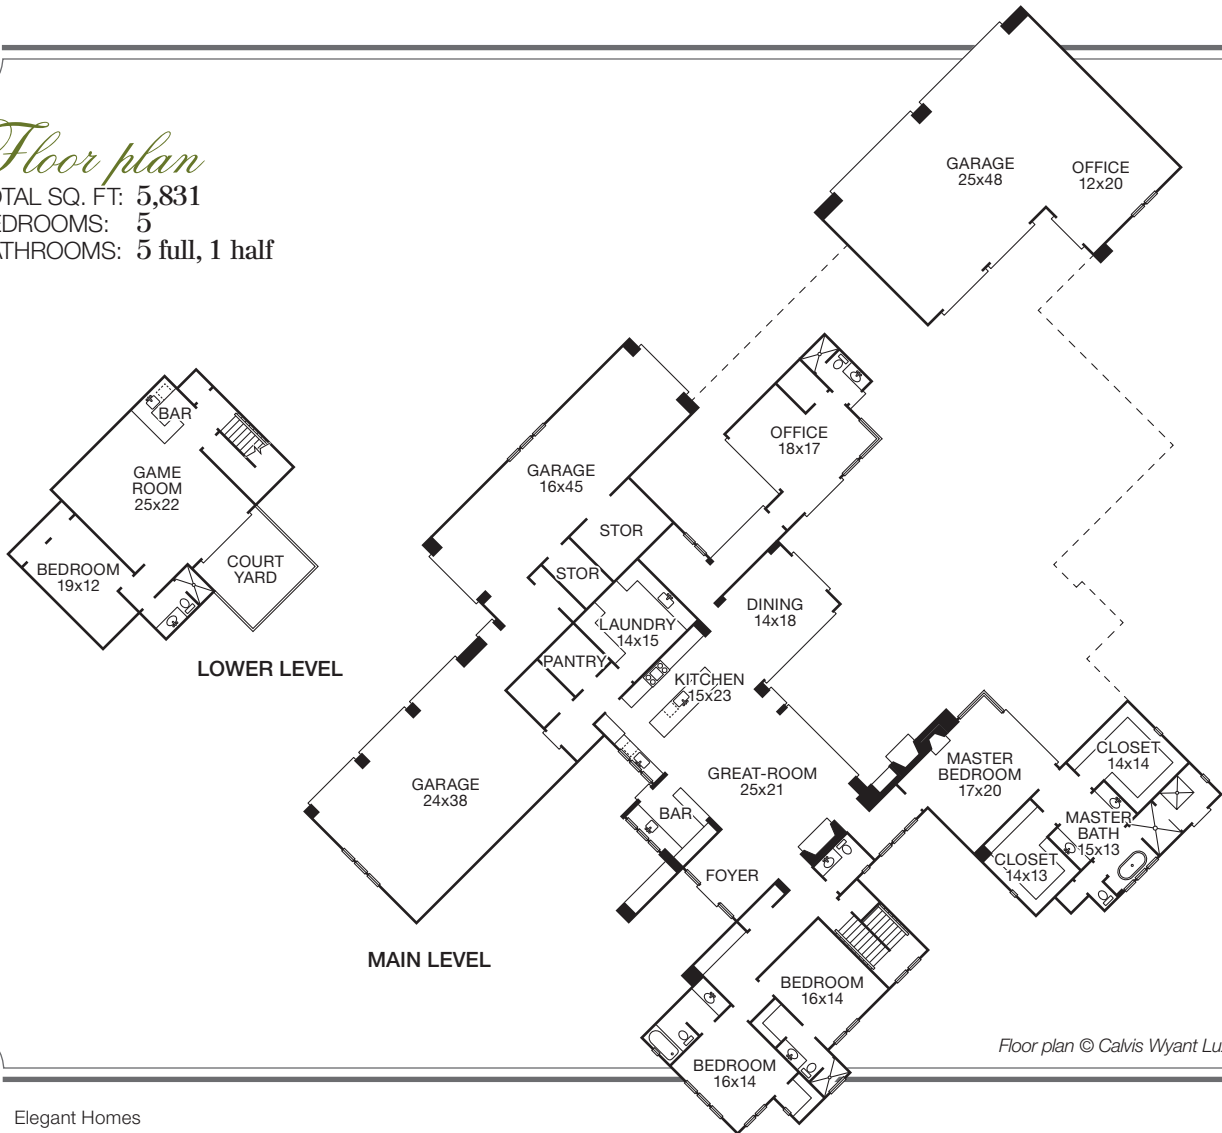 Floor plan
OTAL SQ. FT: 5,831
EDROOMS: 5
ATHROOMS: 5 full, 1 half
GARAGE
25x48
OFFICE
12x20
BAR
GAME
ROOM
25x22
BEDROOM
19x12
COURT
YARD
LOWER LEVEL
OFFICE
18x17
GARAGE
16x45
STOR
STOR
LAUNDRY
14x15
PANTRY
DINING
14x18
KITCHEN
15x23
GARAGE
24x38
GREAT-ROOM
25x21
BAR
FOYER
MASTER
BEDROOM
17x20
CLOSET
14x14
MASTER
BATH
15x13
CLOSET
14x13
MAIN LEVEL
BEDROOM
16x14
BEDROOM
16x14
Floor plan © Calvis Wyant Lu
Elegant Homes